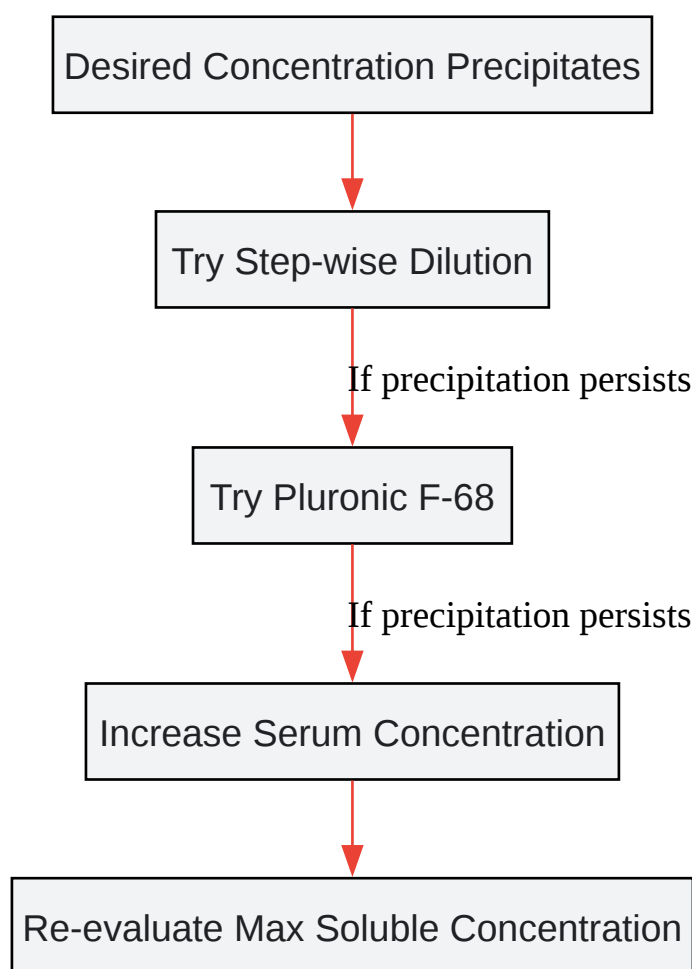 Desired Concentration Precipitates
Try Step-wise Dilution
If precipitation persists
Try Pluronic F-68
If precipitation persists
Increase Serum Concentration
Re-evaluate Max Soluble Concentration